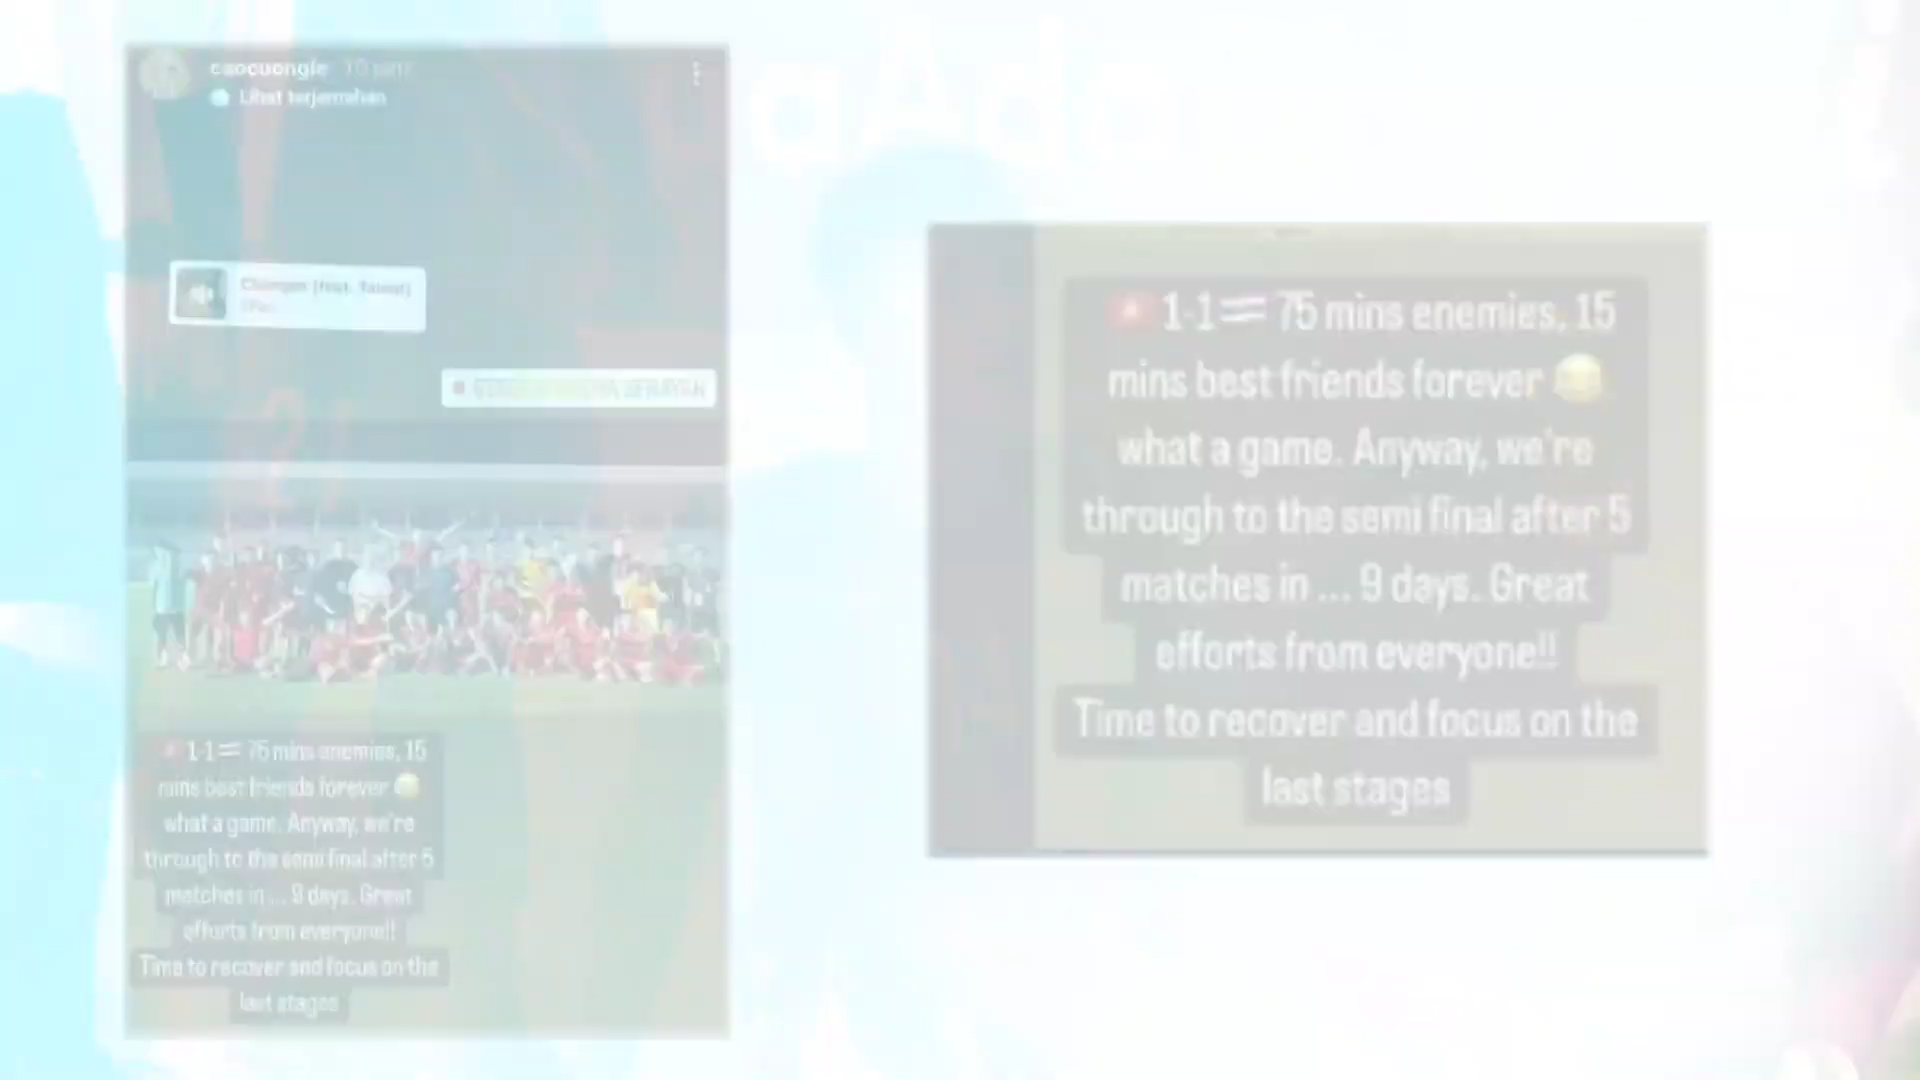 caocuongle 10 jam
Lihat terjemahan
Changes (feat.
🇻🇳 1-1 🇹🇭 75 mins enemies, 15
mins best friends forever 😂
what a game. Anyway, we're
through to the semi final after 5
matches in ... 9 days. Great
efforts from everyone!!
Time to recover and focus on the
last stages
🇻🇳 1-1 🇹🇭 75 mins enemies, 15
mins best friends forever 😂
what a game. Anyway, we're
through to the semi final after 5
matches in ... 9 days. Great
efforts from everyone!!
Time to recover and focus on the
last stages